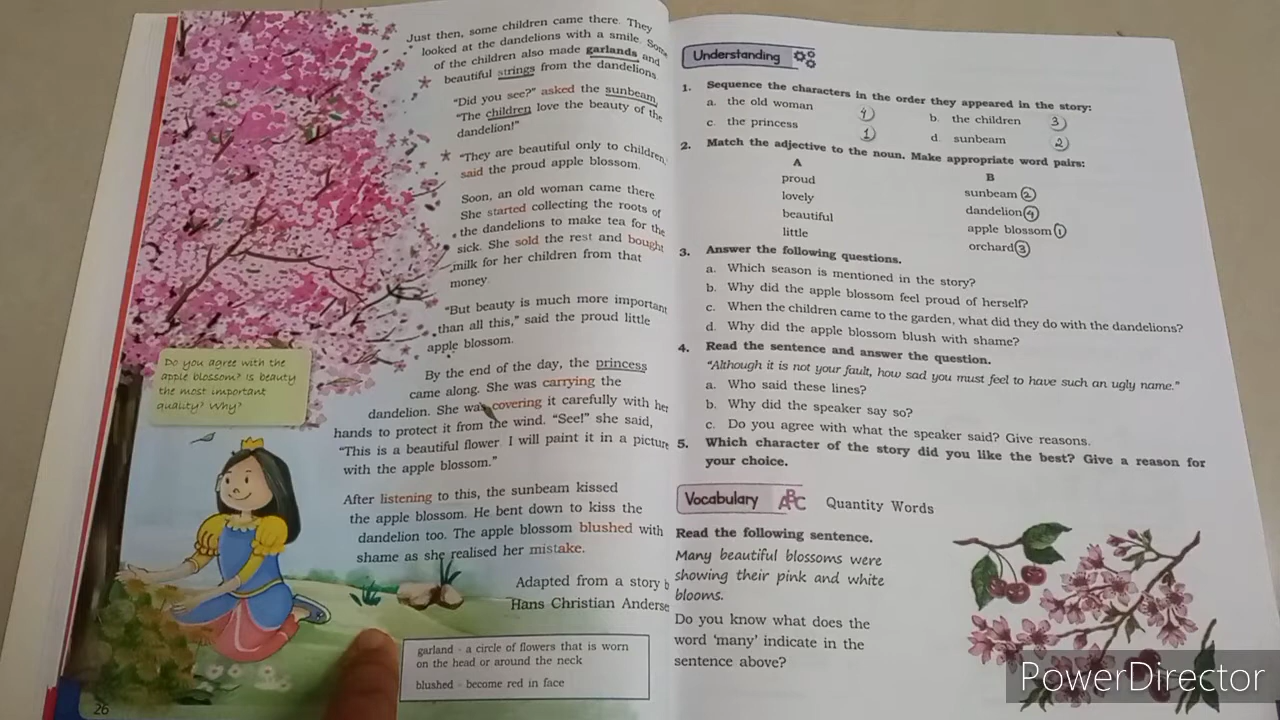 Just then, some children came there. They
looked at the dandelions with a smile. Some
of the children also made garlands and
beautiful strings from the dandelions
"Did you see?" asked the sunbeam,
"The children love the beauty of the
dandelion!"
"They are beautiful only to children,
said the proud apple blossom.
Soon, an old woman came there
She started collecting the roots of
the dandelions to make tea for the
sick. She sold the rest and bought
milk for her children from that
money.
"But beauty is much more important
than all this," said the proud little
apple blossom.
By the end of the day, the princess
came along. She was carrying the
dandelion. She was covering it carefully with her
hands to protect it from the wind. "See!" she said,
"This is a beautiful flower. I will paint it in a picture
with the apple blossom."
After listening to this, the sunbeam kissed
the apple blossom. He bent down to kiss the
dandelion too. The apple blossom blushed with
shame as she realised her mistake.
Adapted from a story b
Hans Christian Anderse
Do you agree with the
apple blossom? Is beauty
the most important
quality? Why?
garland - a circle of flowers that is worn
on the head or around the neck
blushed - become red in face
26
Understanding
1. Sequence the characters in the order they appeared in the story:
a. the old woman 4 b. the children 3
c. the princess 1 d. sunbeam 2
2. Match the adjective to the noun. Make appropriate word pairs:
A B
proud sunbeam 2
lovely dandelion 4
beautiful apple blossom 1
little orchard 3
3. Answer the following questions.
a. Which season is mentioned in the story?
b. Why did the apple blossom feel proud of herself?
c. When the children came to the garden, what did they do with the dandelions?
d. Why did the apple blossom blush with shame?
4. Read the sentence and answer the question.
"Although it is not your fault, how sad you must feel to have such an ugly name."
a. Who said these lines?
b. Why did the speaker say so?
c. Do you agree with what the speaker said? Give reasons.
5. Which character of the story did you like the best? Give a reason for
your choice.
Vocabulary ABC Quantity Words
Read the following sentence.
Many beautiful blossoms were
showing their pink and white
blooms.
Do you know what does the
word 'many' indicate in the
sentence above?
PowerDirector